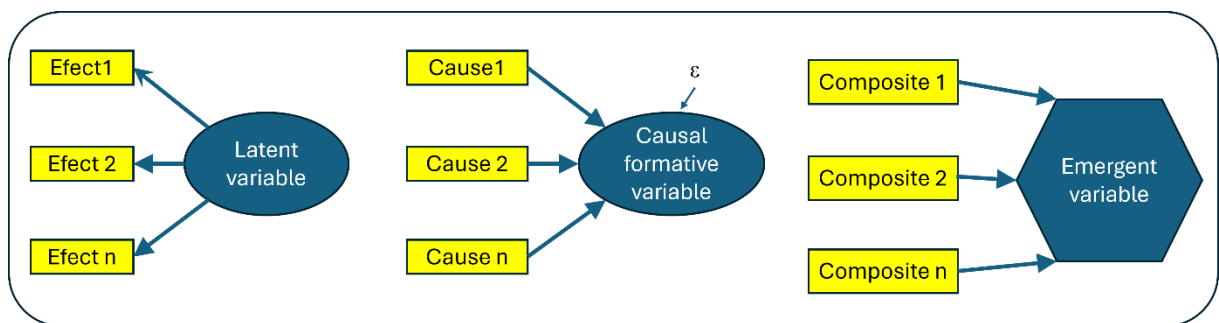 Efect1
Efect 2
Efect n
Latent
variable
Cause1
Cause 2
Cause n
ε
Causal
formative
variable
Composite 1
Composite 2
Composite n
Emergent
variable